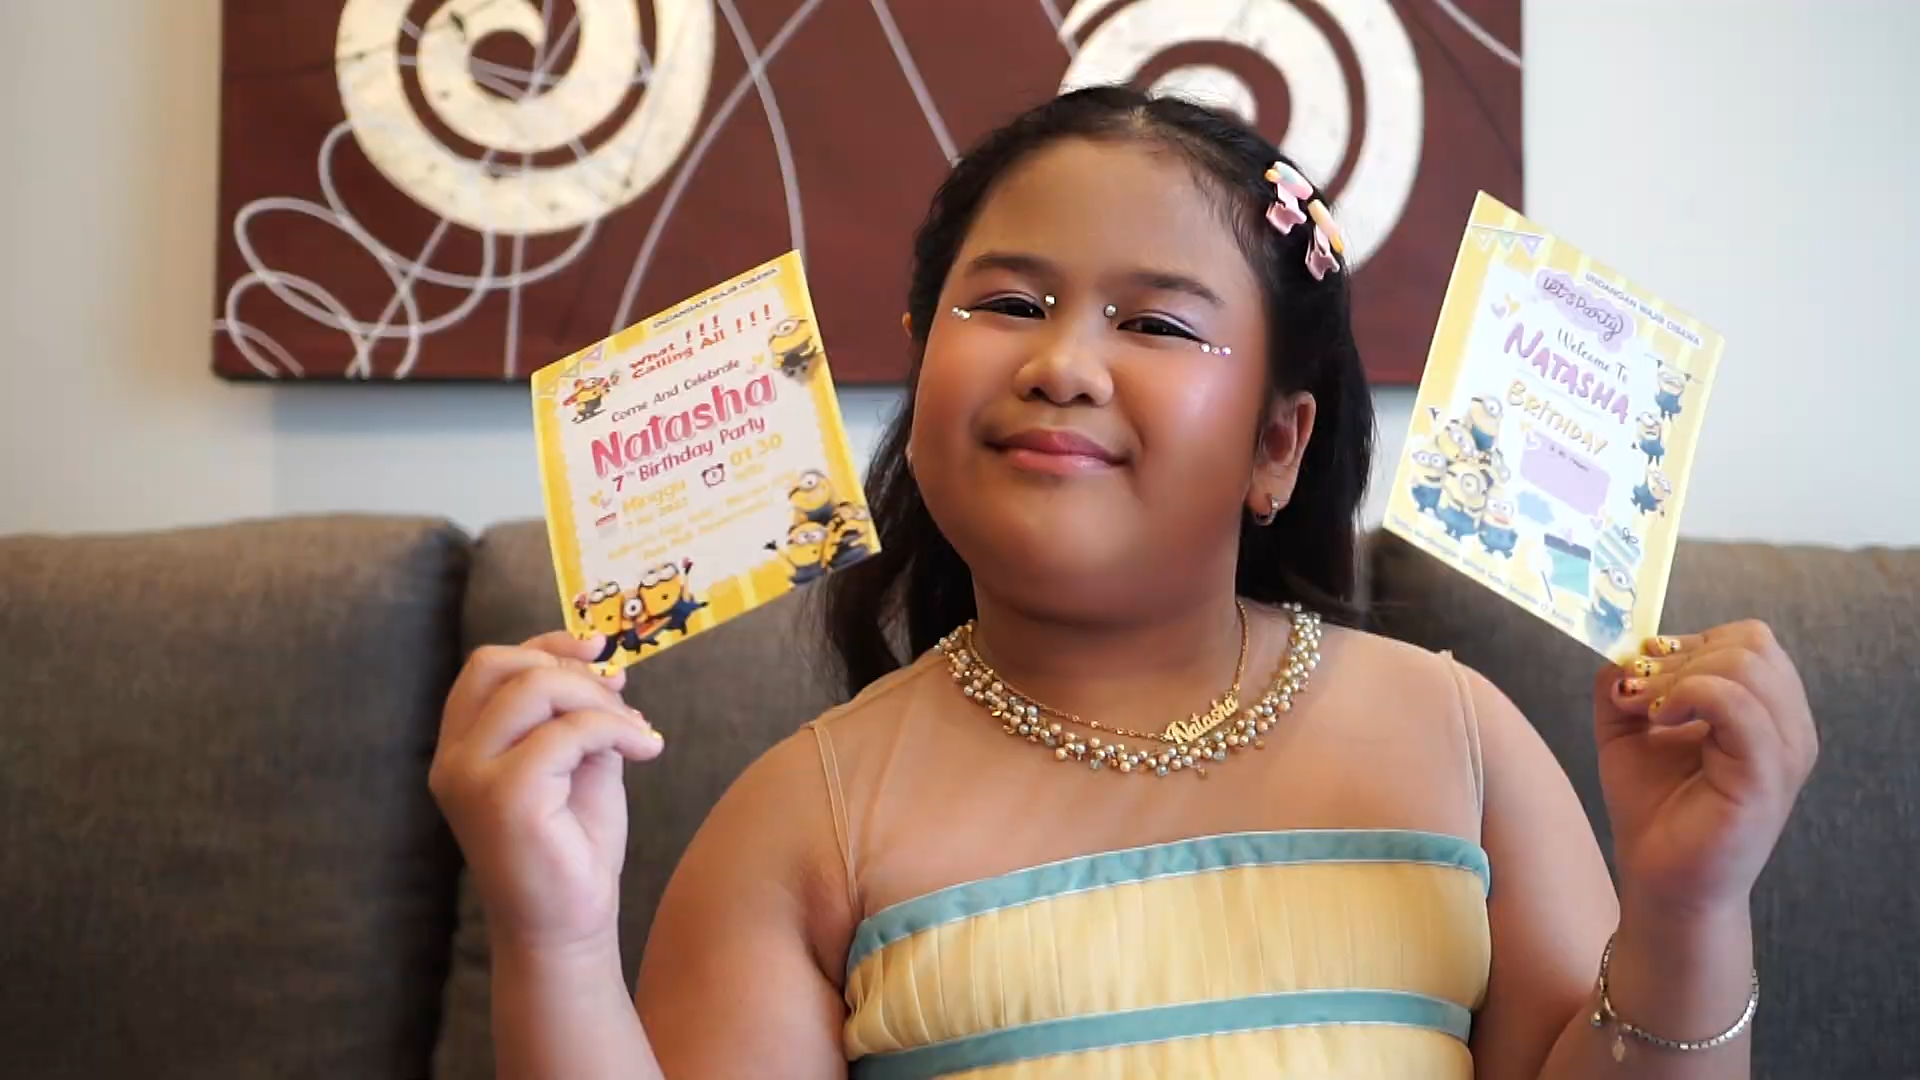 UNDANGAN WAJIB DIBAWA
What !!!
Calling All !!!
Come And Celebrate
Natasha
7th Birthday Party
Minggu
01 30
UNDANGAN WAJIB DIBAWA
Let's Party
Welcome To
NATASHA
BRITHDAY
Natasha